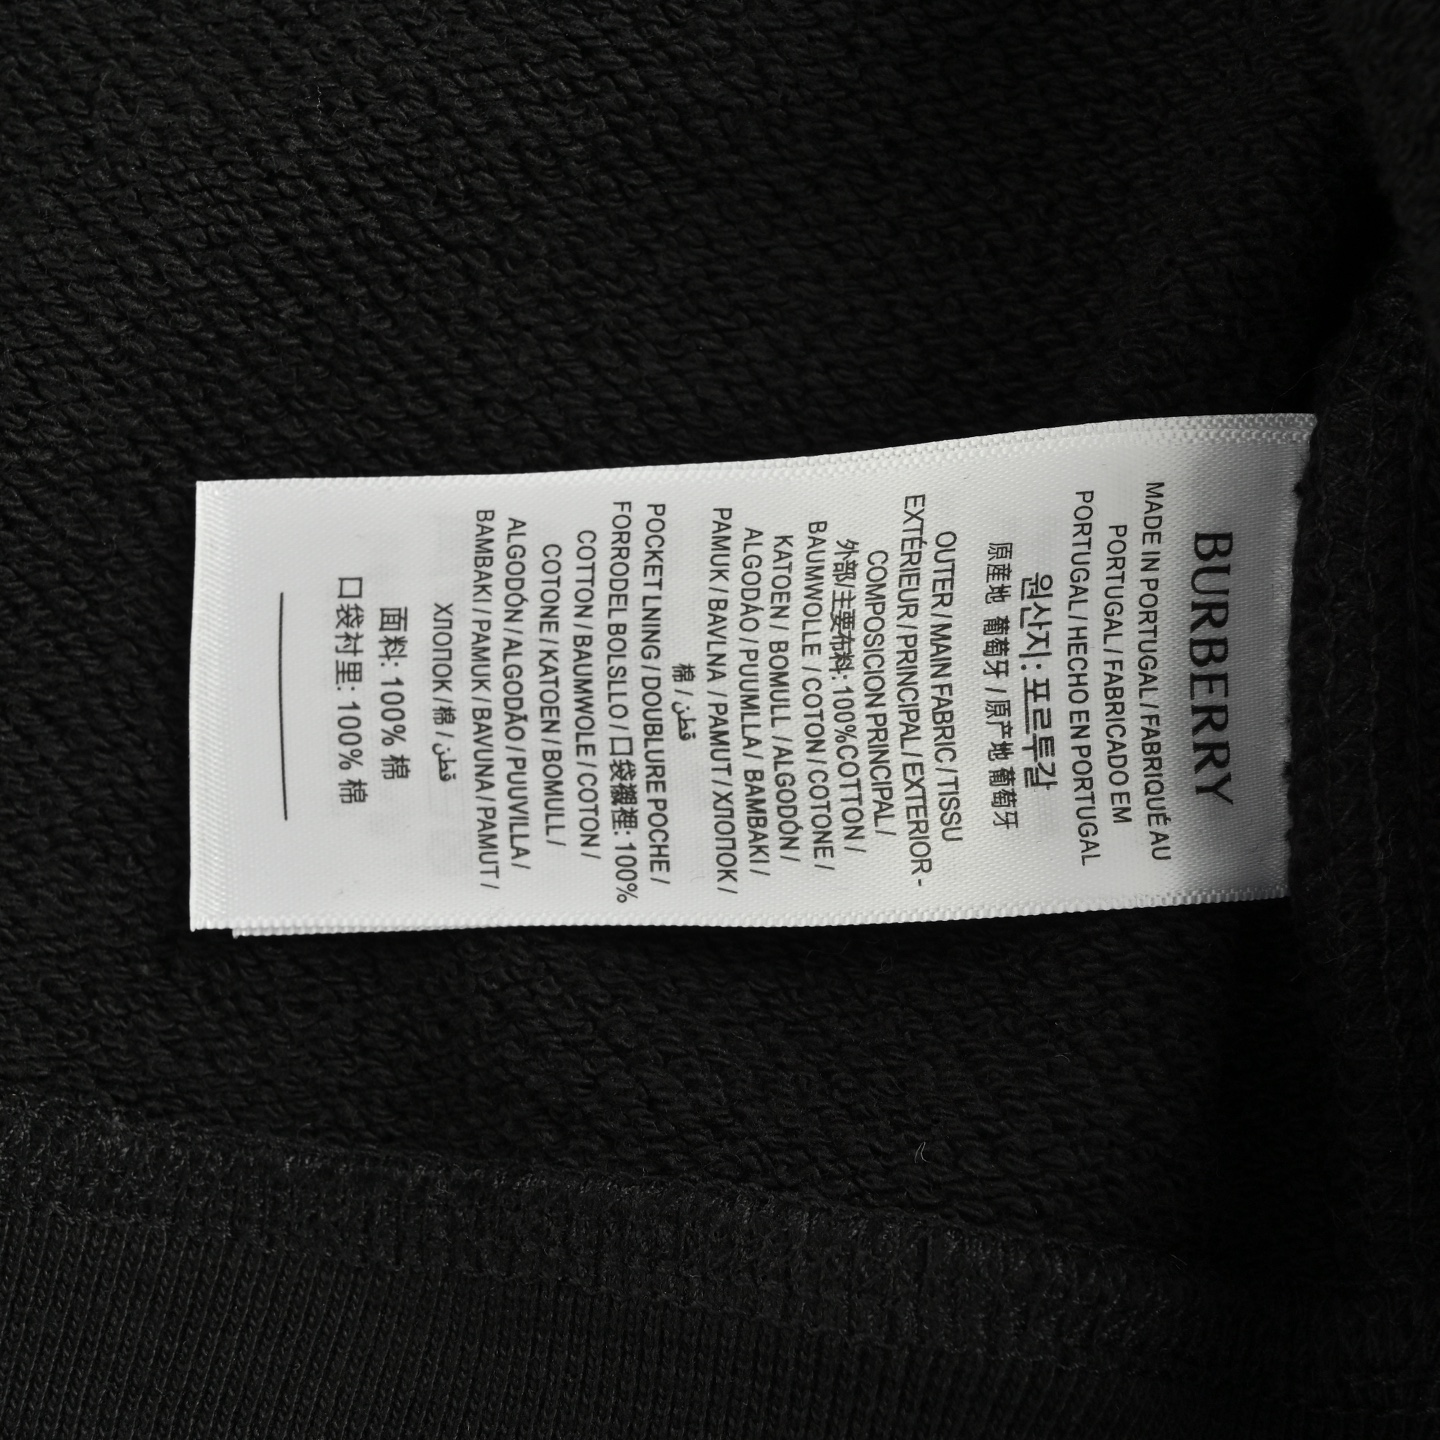 BURBERRY
MADE IN PORTUGAL / FABRIQUÉ AU
PORTUGAL / FABRICADO EM
PORTUGAL / HECHO EN PORTUGAL
원산지: 포르투갈
原産地 葡萄牙 / 原产地 葡萄牙
OUTER / MAIN FABRIC / TISSU
EXTÉRIEUR / PRINCIPAL / EXTERIOR-
COMPOSICION PRINCIPAL /
外部/主要布料: 100%COTTON /
BAUMWOLLE / COTON / COTONE /
KATOEN / BOMULL / ALGODÓN /
ALGODÁO / PUUMLLA / BAMBAKI /
PAMUK / BAVLNA / PAMUT / ХЛОПОК /
棉 / قطن
POCKET LNING / DOUBLURE POCHE /
FORRODEL BOLSLLO / 口袋襯裡: 100%
COTTON / BAUMWOLE / COTON /
COTONE / KATOEN / BOMULL /
ALGODÓN / ALGODÃO / PUUVILLA /
BAMBAKI / PAMUK / BAVUNA / PAMUT /
ХЛОПОК / 棉 / قطن
面料: 100% 棉
口袋衬里: 100% 棉